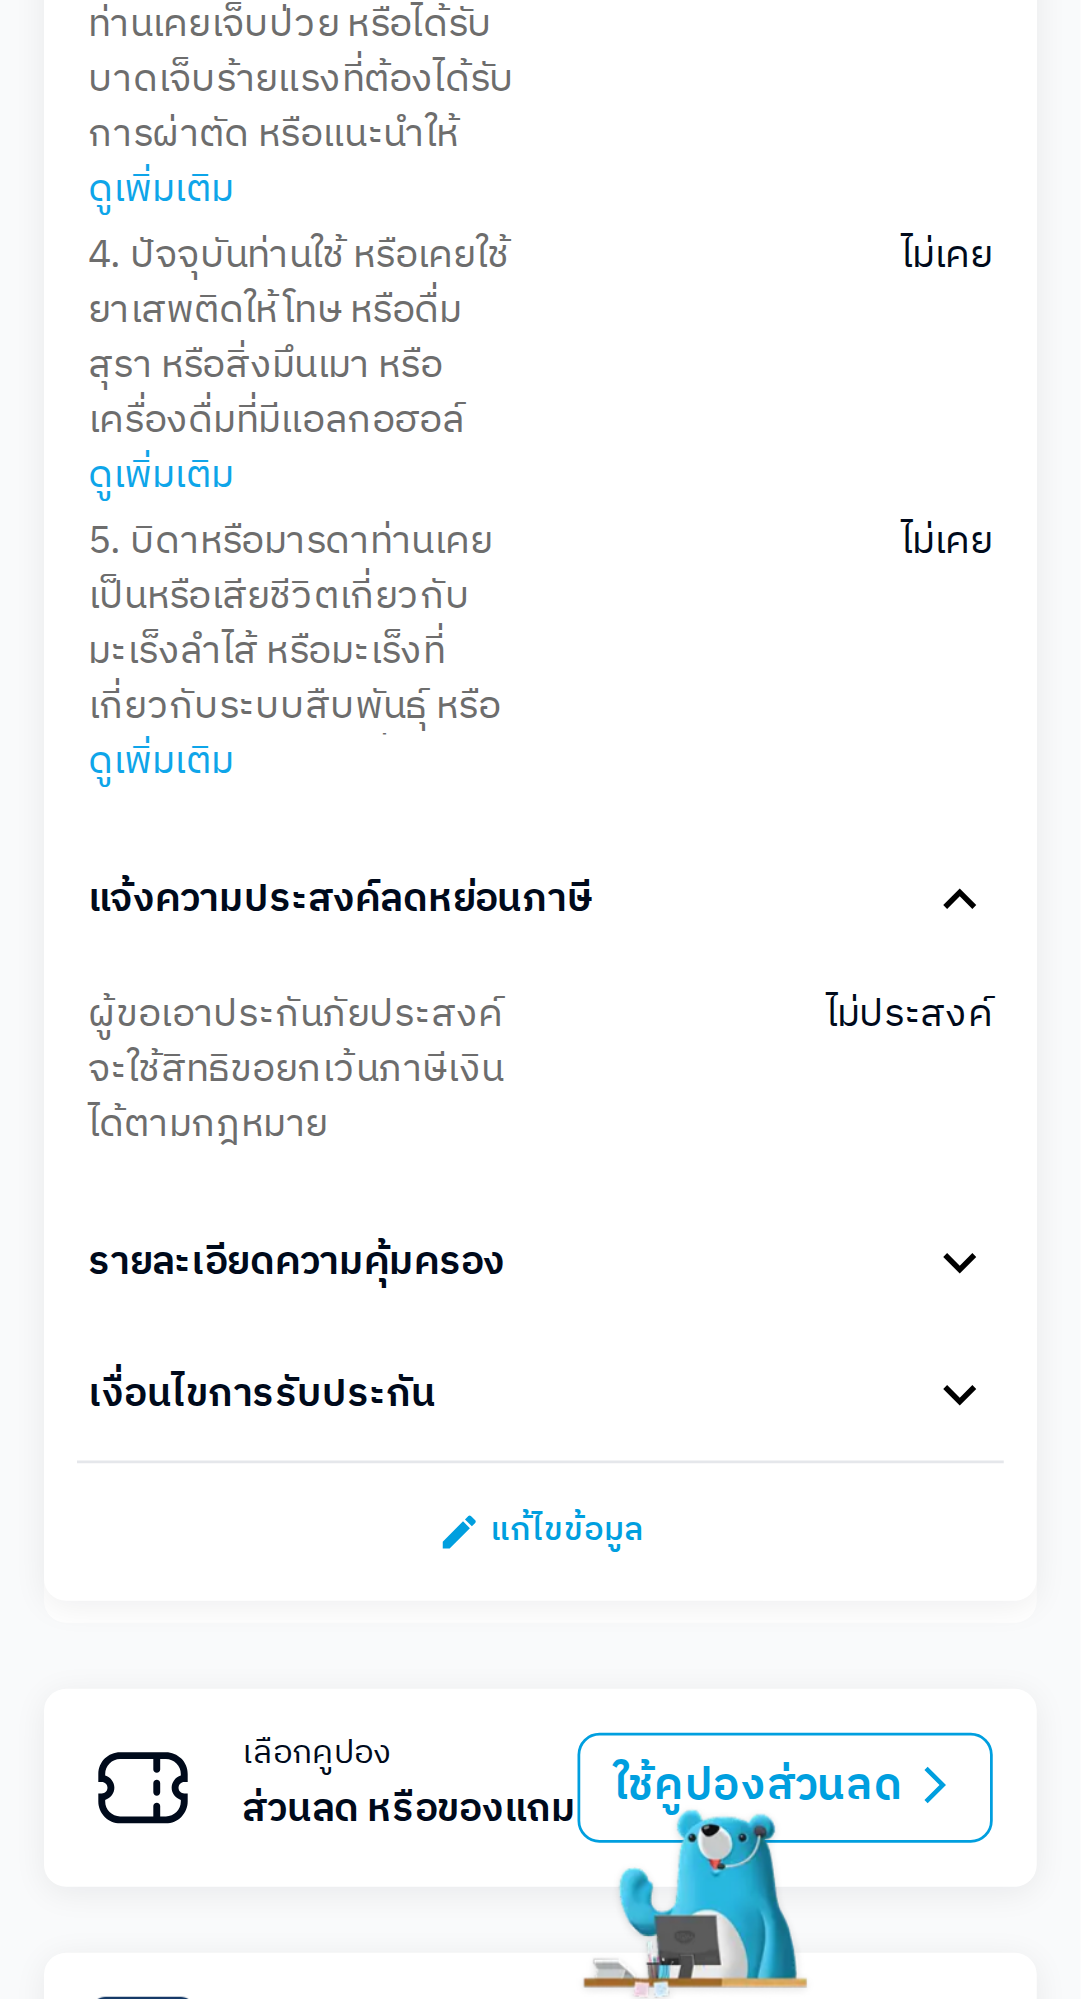 ท่านเคยเจ็บป่วย หรือได้รับ
บาดเจ็บร้ายแรงที่ต้องได้รับ
การผ่าตัด หรือแนะนำให้
ดูเพิ่มเติม
4. ปัจจุบันท่านใช้ หรือเคยใช้
ไม่เคย
ยาเสพติดให้โทษ หรือดื่ม
สุรา หรือสิ่งมึนเมา หรือ
เครื่องดื่มที่มีแอลกอฮอล์
ดูเพิ่มเติม
5. บิดาหรือมารดาท่านเคย
ไม่เคย
เป็นหรือเสียชีวิตเกี่ยวกับ
มะเร็งลำไส้ หรือมะเร็งที่
เกี่ยวกับระบบสืบพันธุ์ หรือ
ดูเพิ่มเติม
แจ้งความประสงค์ลดหย่อนภาษี
ผู้ขอเอาประกันภัยประสงค์
ไม่ประสงค์
จะใช้สิทธิขอยกเว้นภาษีเงิน
ได้ตามกฎหมาย
รายละเอียดความคุ้มครอง
เงื่อนไขการรับประกัน
แก้ไขข้อมูล
เลือกคูปอง
ส่วนลด หรือของแถม
ใช้คูปองส่วนลด